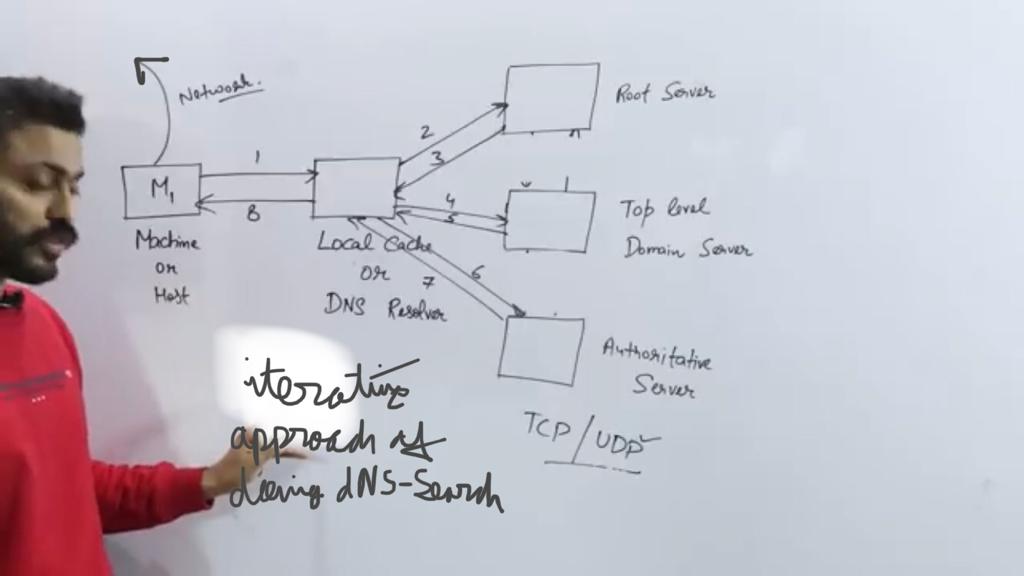 Network.
M1
1
8
2
3
4
5
6
7
Machine
or
Host
Local Cache
or
DNS Resolver
Root Server
Top level
Domain Server
Authoritative
Server
TCP/UDP
iterative
approach of
doing dNS-Search